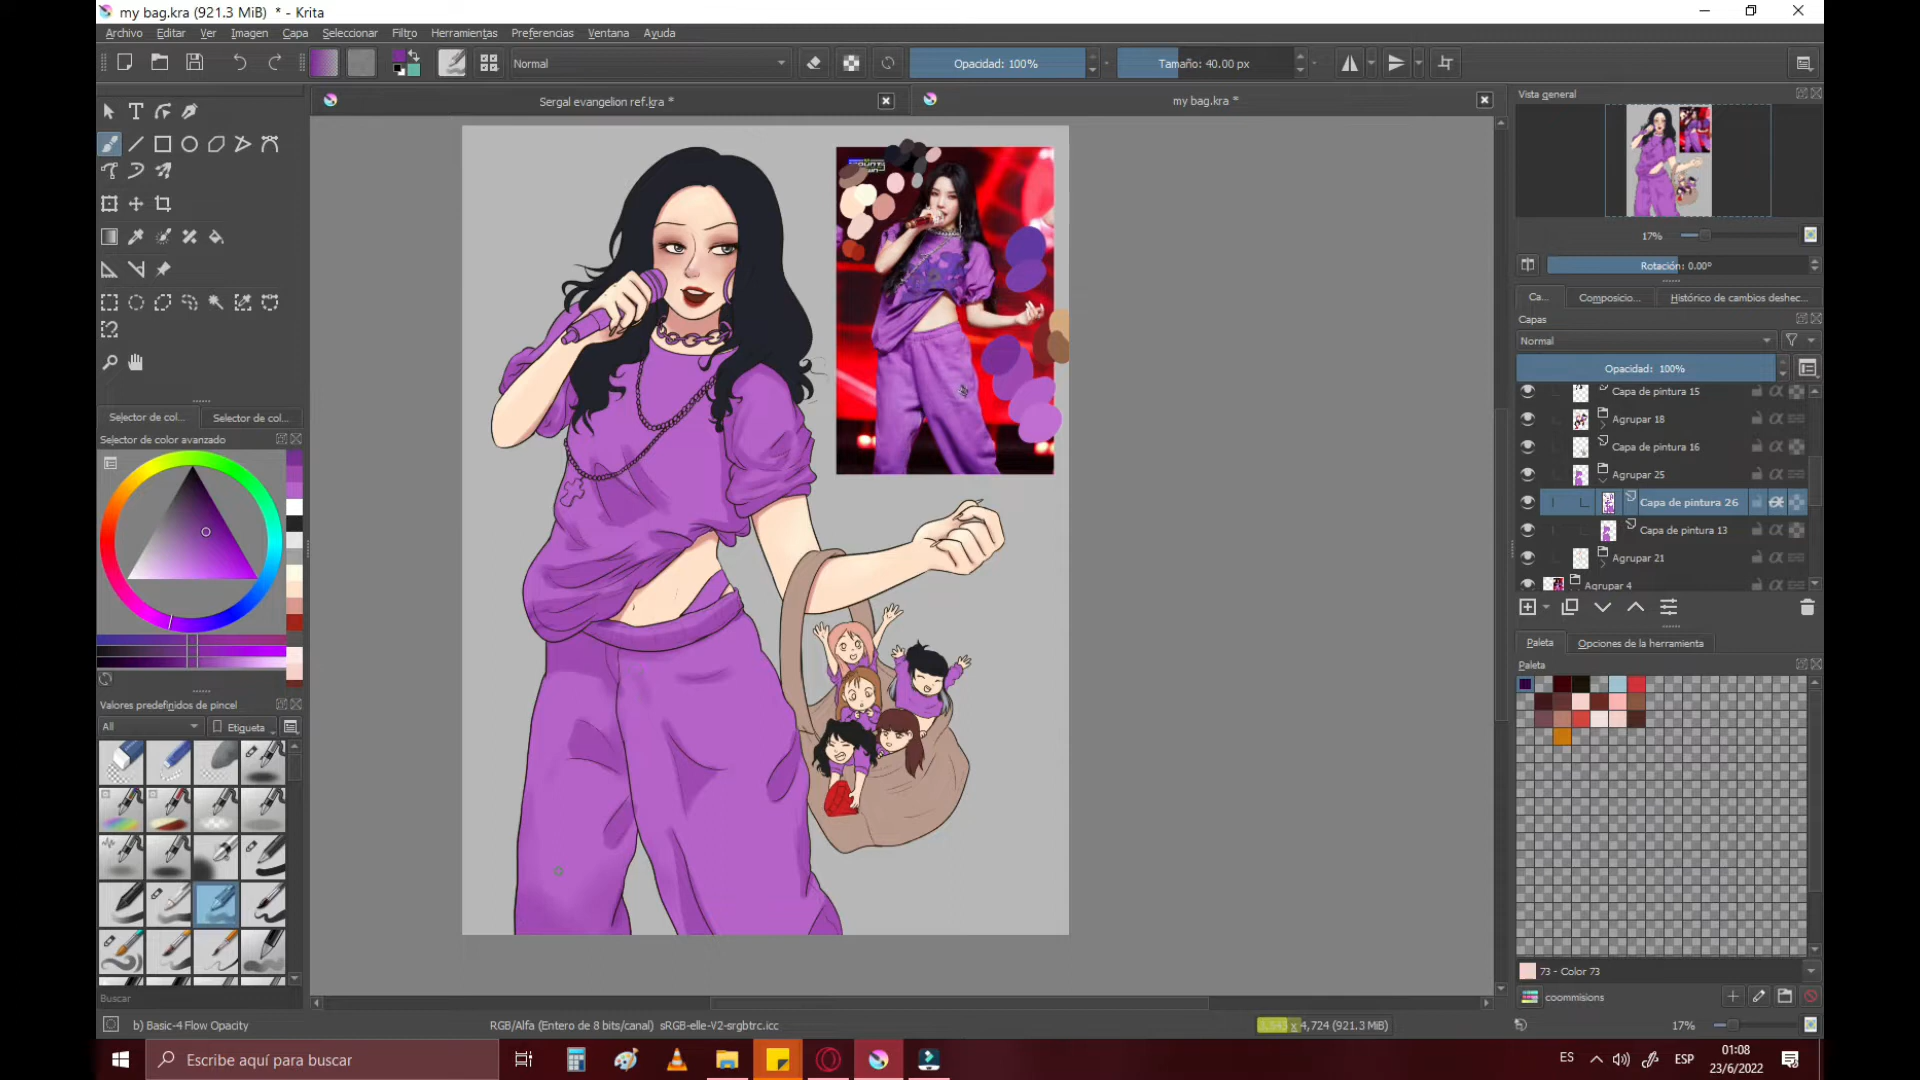 my bag.kra (921.3 MiB) * - Krita
Archivo Editar Ver Imagen Capa Seleccionar Filtro Herramientas Preferencias Ventana Ayuda
Normal
Opacidad: 100%
Tamaño: 40.00 px
Sergal evangelion ref.kra *
my bag.kra *
Vista general
17%
Rotación: 0.00°
Ca... Composicio... Histórico de cambios deshec...
Capas
Normal
Opacidad: 100%
Capa de pintura 15
Agrupar 18
Capa de pintura 16
Agrupar 25
Capa de pintura 26
Capa de pintura 13
Agrupar 21
Agrupar 4
Selector de col... Selector de col...
Selector de color avanzado
Valores predefinidos de pincel
All
Etiqueta
Buscar
Paleta Opciones de la herramienta
Paleta
73 - Color 73
coommisions
b) Basic-4 Flow Opacity
RGB/Alfa (Entero de 8 bits/canal) sRGB-elle-V2-srgbtrc.icc
x 4,724 (921.3 MiB)
17%
Escribe aquí para buscar
ES
ESP
01:08
23/6/2022